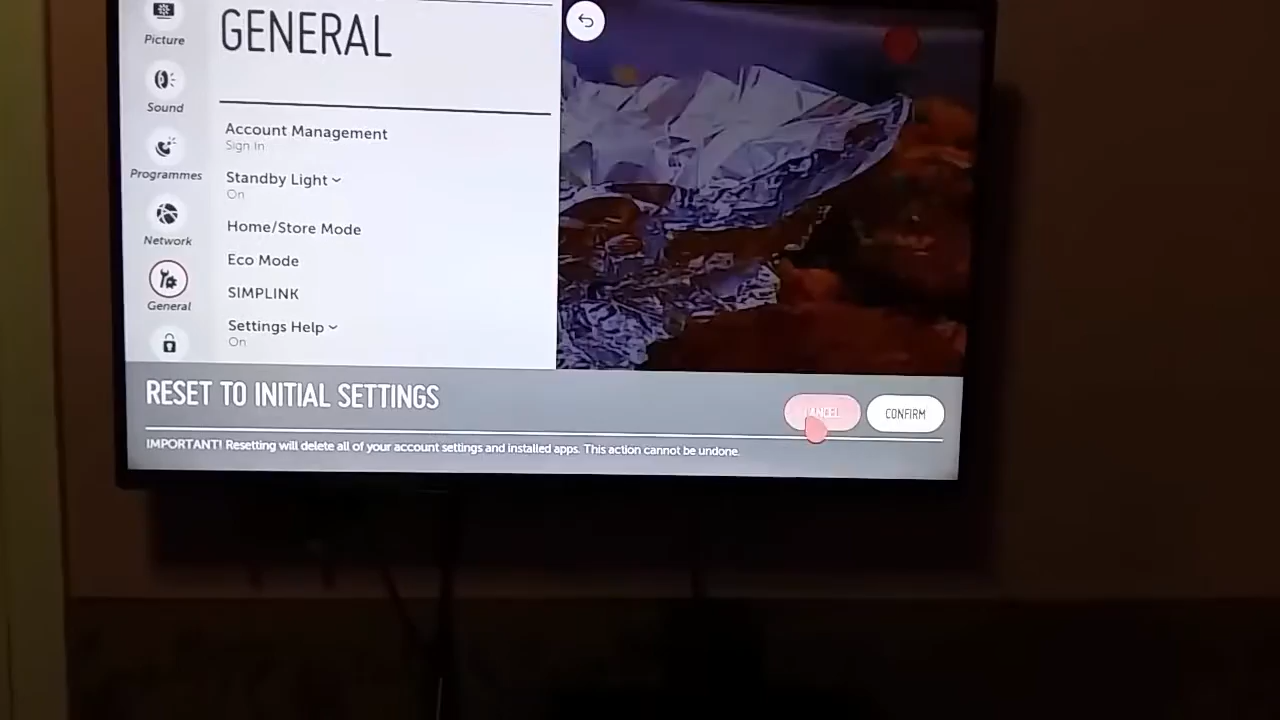 GENERAL
Picture
Sound
Programmes
Network
General
Account Management
Sign In
Standby Light
On
Home/Store Mode
Eco Mode
SIMPLINK
Settings Help
On
RESET TO INITIAL SETTINGS
CANCEL
CONFIRM
IMPORTANT! Resetting will delete all of your account settings and installed apps. This action cannot be undone.